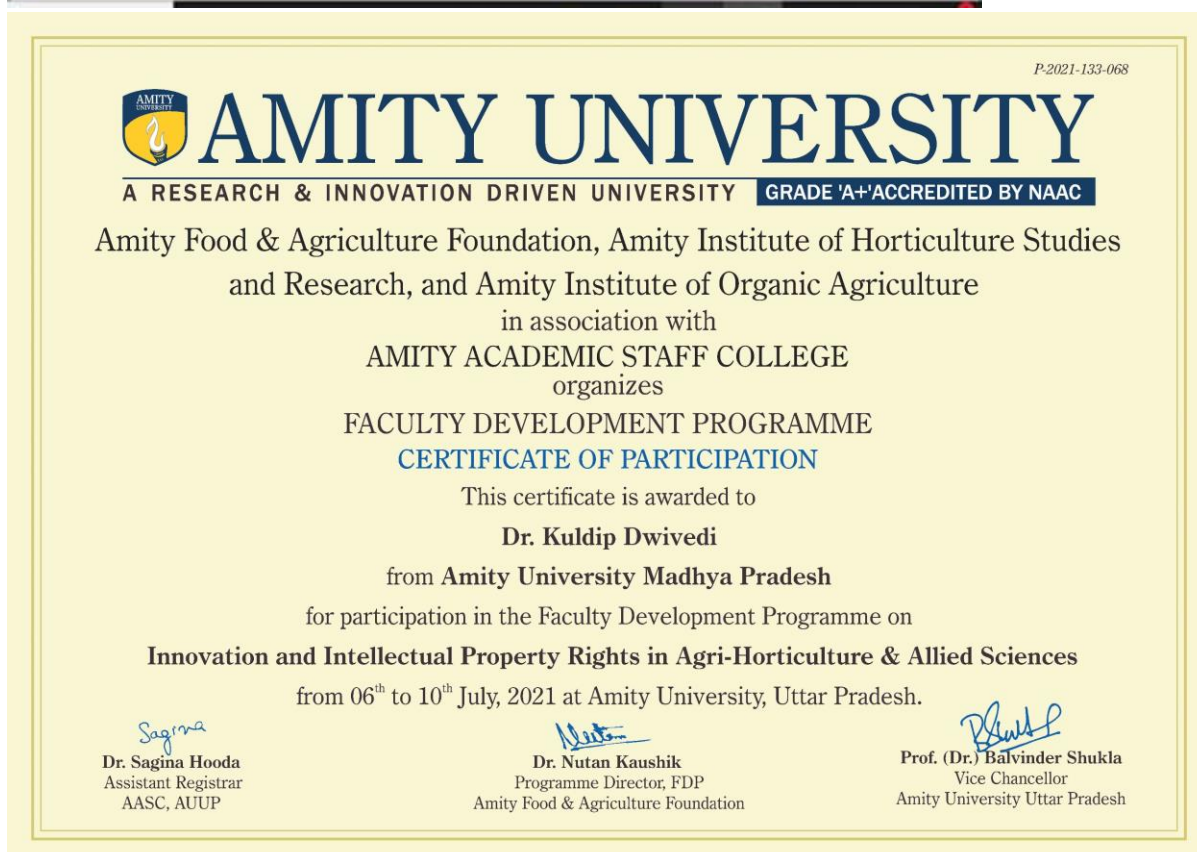 P-2021-133-068
AMITY
UNIVERSITY
AMITY UNIVERSITY
A RESEARCH & INNOVATION DRIVEN UNIVERSITY GRADE 'A+'ACCREDITED BY NAAC
Amity Food & Agriculture Foundation, Amity Institute of Horticulture Studies
and Research, and Amity Institute of Organic Agriculture
in association with
AMITY ACADEMIC STAFF COLLEGE
organizes
FACULTY DEVELOPMENT PROGRAMME
CERTIFICATE OF PARTICIPATION
This certificate is awarded to
Dr. Kuldip Dwivedi
from Amity University Madhya Pradesh
for participation in the Faculty Development Programme on
Innovation and Intellectual Property Rights in Agri-Horticulture & Allied Sciences
from 06th to 10th July, 2021 at Amity University, Uttar Pradesh.
Sagina
Dr. Sagina Hooda
Assistant Registrar
AASC, AUUP
Dr. Nutan Kaushik
Programme Director, FDP
Amity Food & Agriculture Foundation
Prof. (Dr.) Balvinder Shukla
Vice Chancellor
Amity University Uttar Pradesh